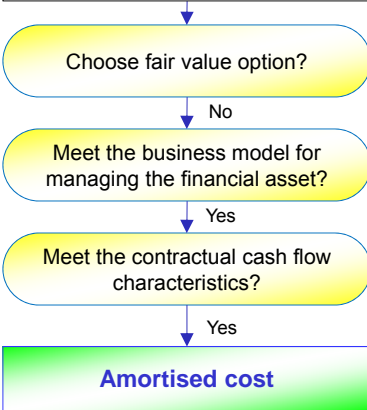 Choose fair value option?
No
Meet the business model for
managing the financial asset?
Yes
Meet the contractual cash flow
characteristics?
Yes
Amortised cost